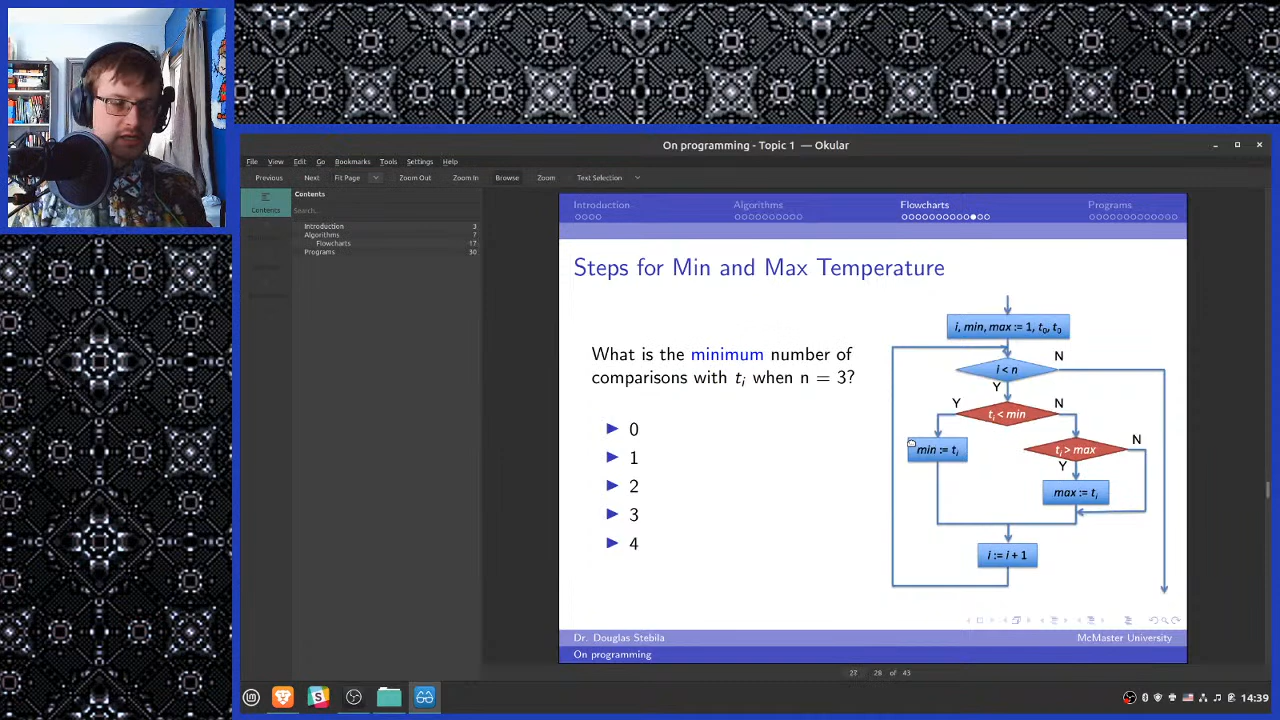 On programming - Topic 1 — Okular
File View Edit Go Bookmarks Tools Settings Help
Previous Next Fit Page Zoom Out Zoom In Browse Zoom Text Selection
Contents
Contents
Search...
Introduction 3
Algorithms 7
Flowcharts 17
Programs 30
Introduction Algorithms Flowcharts Programs
Steps for Min and Max Temperature
What is the minimum number of
comparisons with tᵢ when n = 3?
0
1
2
3
4
i, min, max := 1, t₀, t₀
i < n
N
Y
tᵢ < min
Y
N
min := tᵢ
tᵢ > max
N
Y
max := tᵢ
i := i + 1
Dr. Douglas Stebila McMaster University
On programming
27 28 of 43
14:39